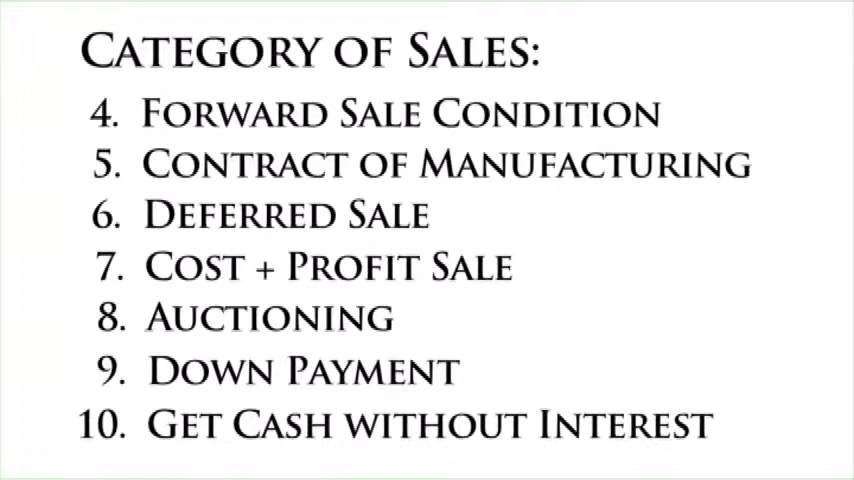 Category of Sales:
4. Forward Sale Condition
5. Contract of Manufacturing
6. Deferred Sale
7. Cost + Profit Sale
8. Auctioning
9. Down Payment
10. Get Cash without Interest